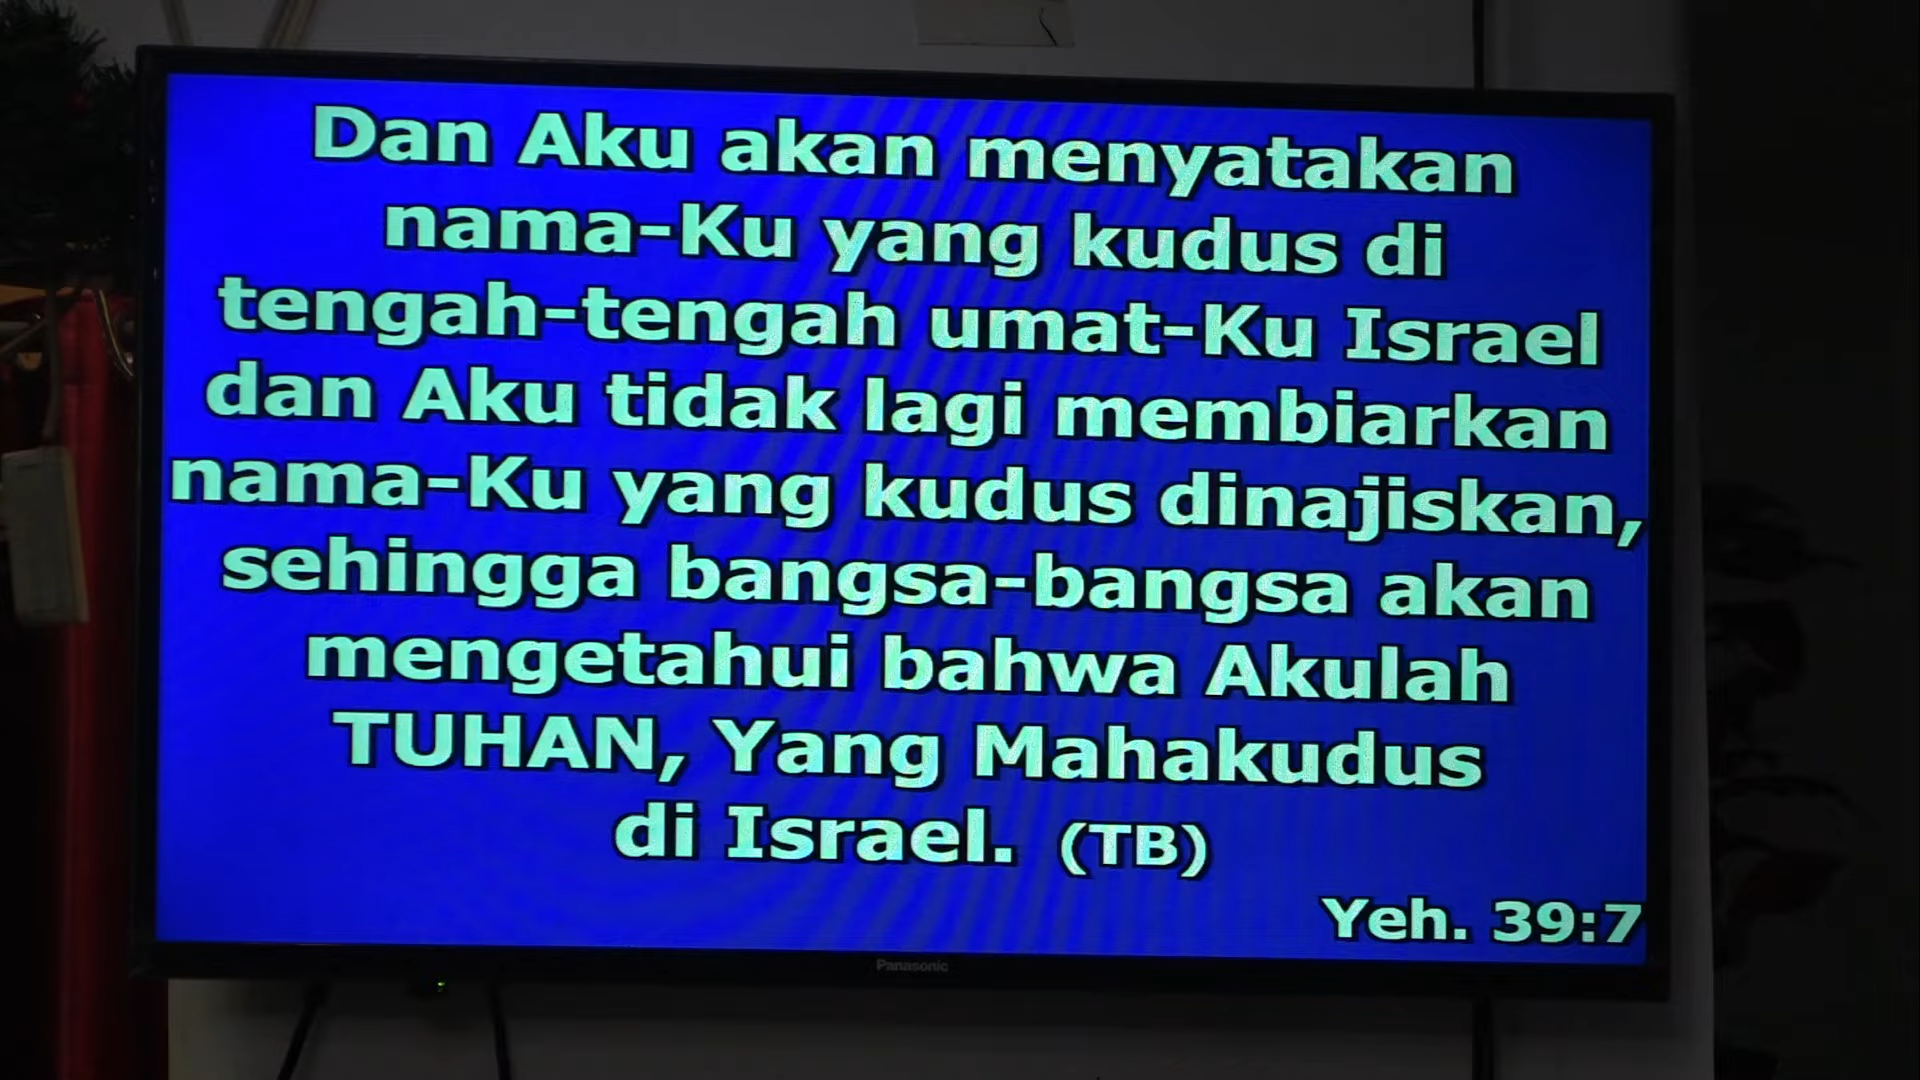 Dan Aku akan menyatakan
nama-Ku yang kudus di
tengah-tengah umat-Ku Israel
dan Aku tidak lagi membiarkan
nama-Ku yang kudus dinajiskan,
sehingga bangsa-bangsa akan
mengetahui bahwa Akulah
TUHAN, Yang Mahakudus
di Israel. (TB)
Yeh. 39:7
Panasonic